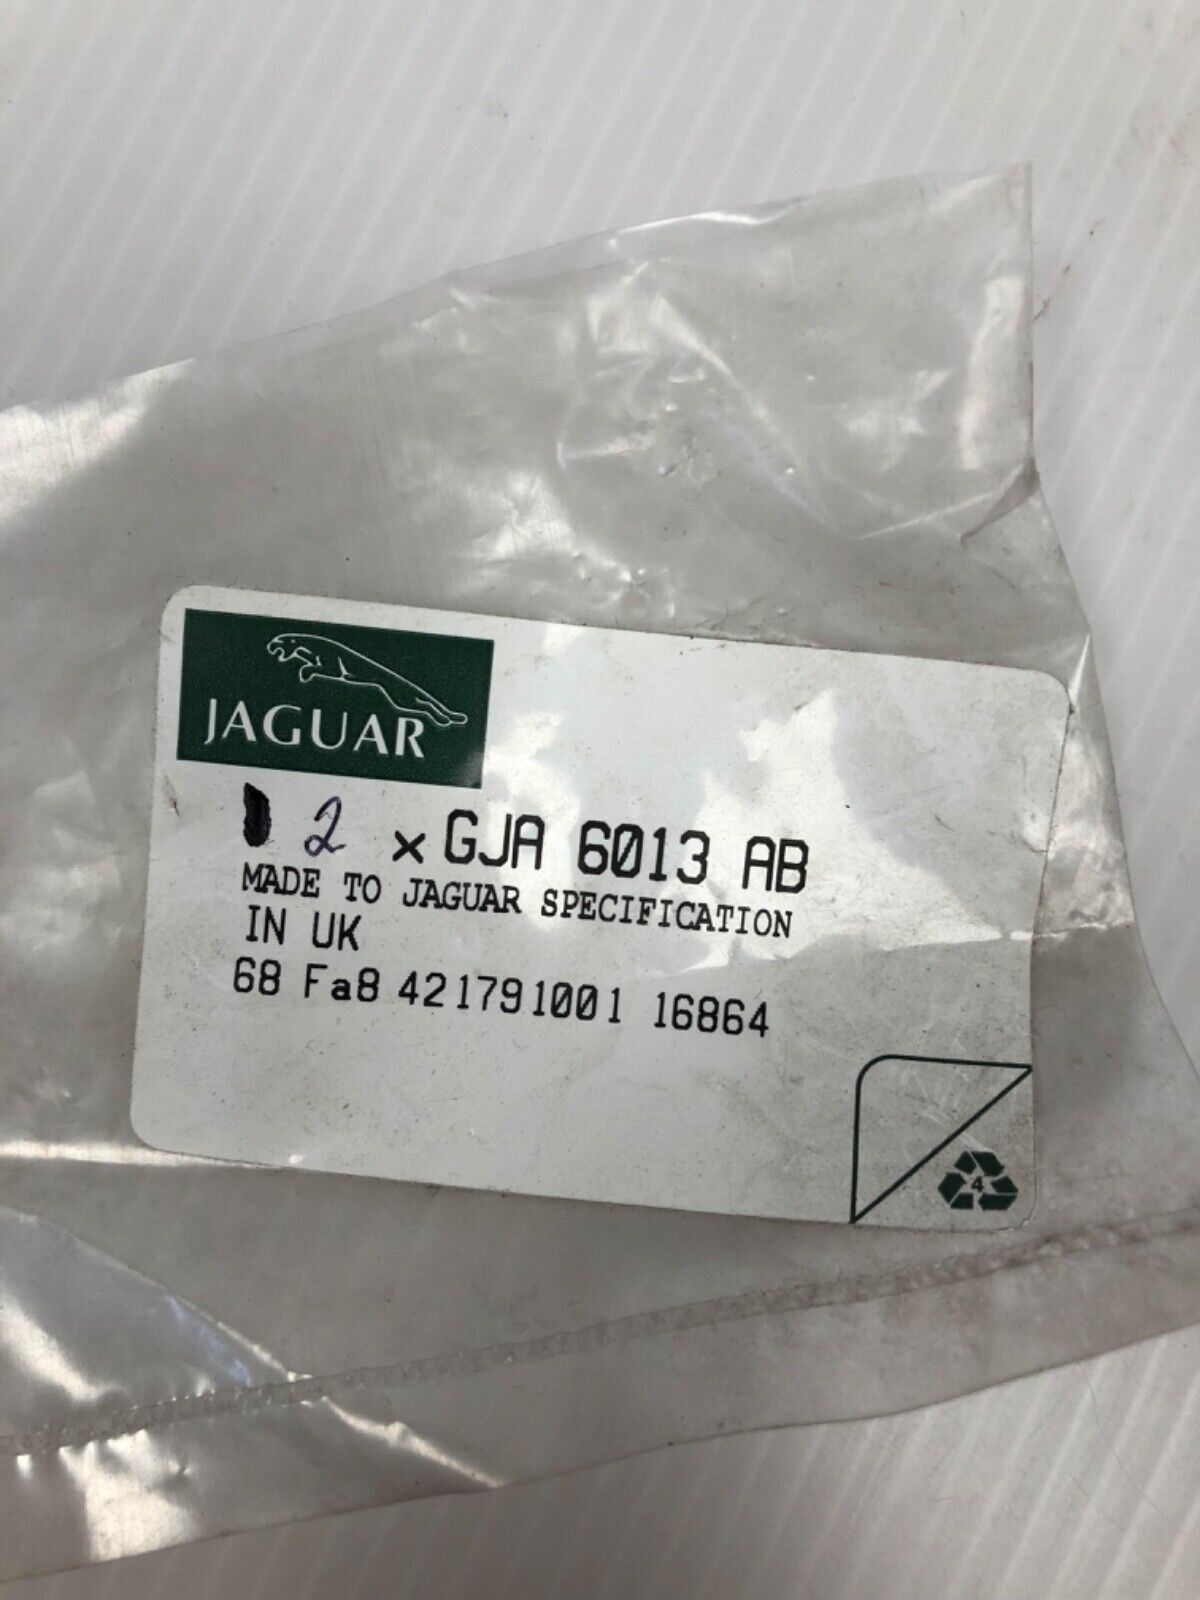 JAGUAR
2 x GJA 6013 AB
MADE TO JAGUAR SPECIFICATION
IN UK
68 Fa8 421791001 16864
4